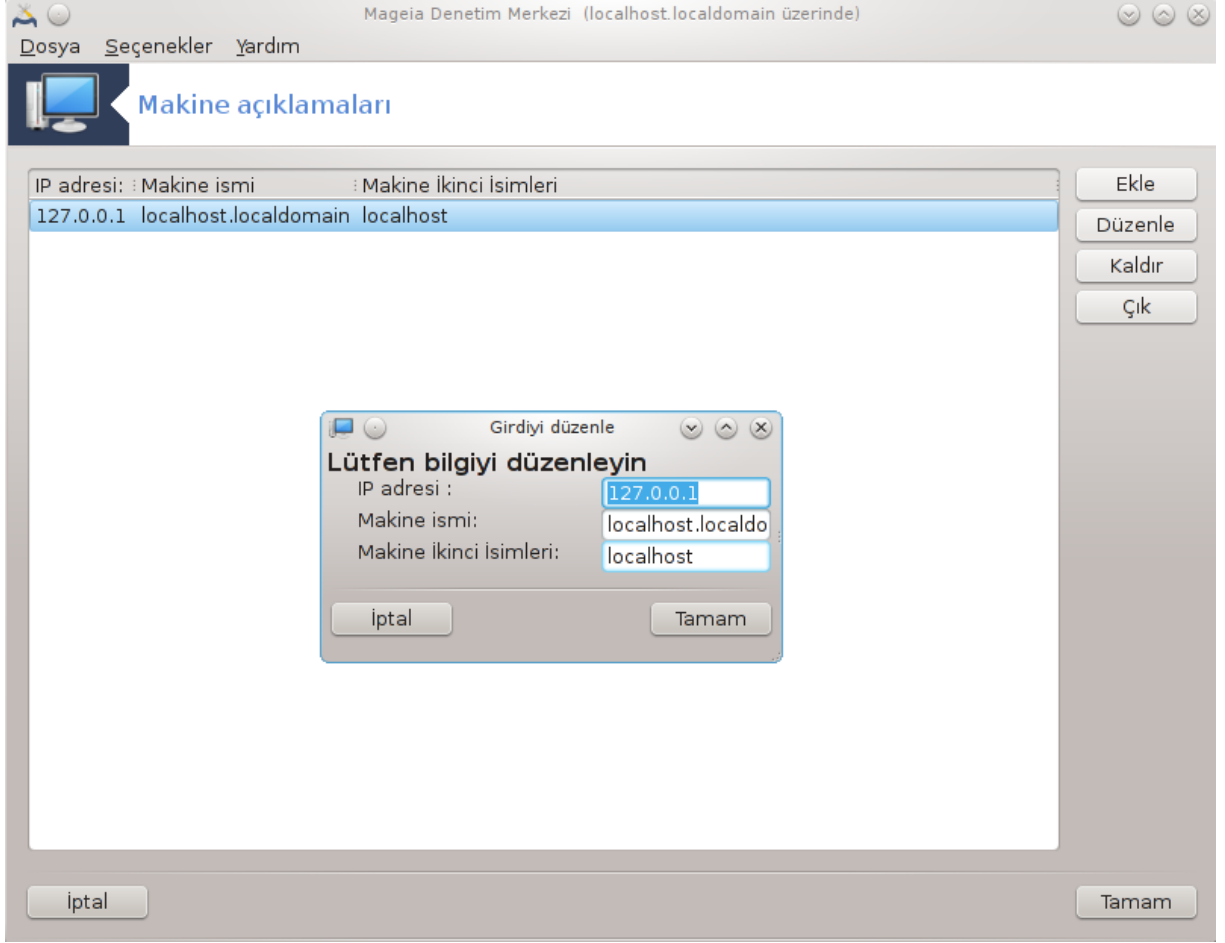 Mageia Denetim Merkezi (localhost.localdomain üzerinde)
Dosya Seçenekler Yardım
Makine açıklamaları
IP adresi: Makine ismi Makine İkinci İsimleri
127.0.0.1 localhost.localdomain localhost
Ekle
Düzenle
Kaldır
Çık
Girdiyi düzenle
Lütfen bilgiyi düzenleyin
IP adresi : 127.0.0.1
Makine ismi: localhost.localdo
Makine İkinci İsimleri: localhost
İptal Tamam
İptal Tamam